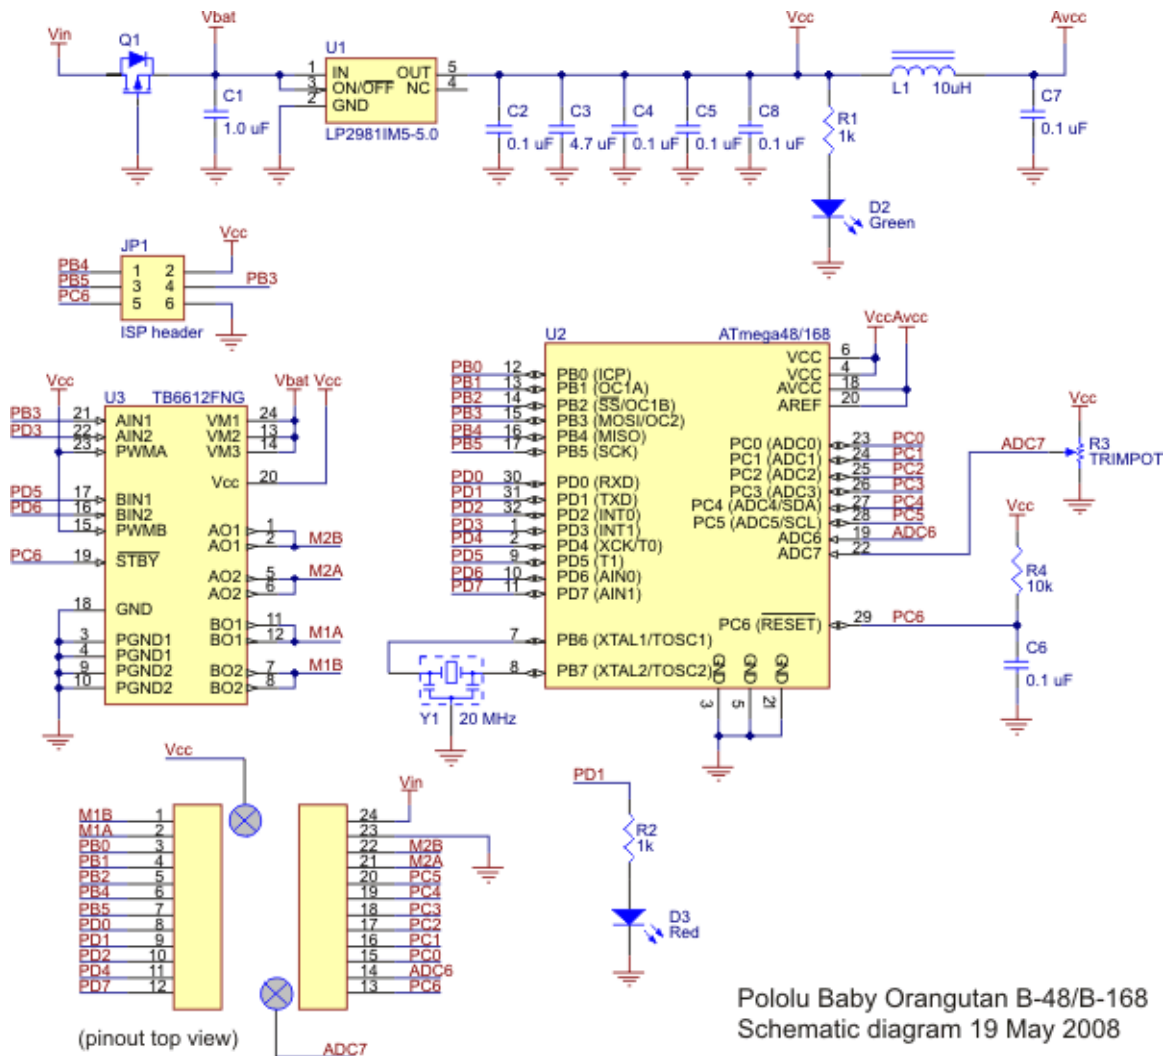 Vin
Q1
Vbat
U1
1 IN OUT 5
3 ON/OFF NC 4
2 GND
LP2981IM5-5.0
C1
1.0 uF
C2
0.1 uF
C3
4.7 uF
C4
0.1 uF
C5
0.1 uF
C8
0.1 uF
Vcc
R1
1k
D2
Green
L1 10uH
Avcc
C7
0.1 uF
JP1
Vcc
PB4 1 2
PB5 3 4 PB3
PC6 5 6
ISP header
Vcc
U3 TB6612FNG
Vbat Vcc
PB3 21 AIN1 VM1 24
PD3 22 AIN2 VM2 13
23 PWMA VM3 14
Vcc 20
PD5 17 BIN1
PD6 16 BIN2
15 PWMB AO1 1
AO1 2 M2B
PC6 19 STBY
AO2 5 M2A
AO2 6
18 GND
BO1 11
3 PGND1 BO1 12 M1A
4 PGND1
9 PGND2 BO2 7 M1B
10 PGND2 BO2 8
U2 ATmega48/168
Vcc Avcc
PB0 12 PB0 (ICP)
PB1 13 PB1 (OC1A)
PB2 14 PB2 (SS/OC1B)
PB3 15 PB3 (MOSI/OC2)
PB4 16 PB4 (MISO)
PB5 17 PB5 (SCK)
PD0 30 PD0 (RXD)
PD1 31 PD1 (TXD)
PD2 32 PD2 (INT0)
PD3 1 PD3 (INT1)
PD4 2 PD4 (XCK/T0)
PD5 9 PD5 (T1)
PD6 10 PD6 (AIN0)
PD7 11 PD7 (AIN1)
7 PB6 (XTAL1/TOSC1)
8 PB7 (XTAL2/TOSC2)
VCC 6
VCC 4
AVCC 18
AREF 20
PC0 (ADC0) 23 PC0
PC1 (ADC1) 24 PC1
PC2 (ADC2) 25 PC2
PC3 (ADC3) 26 PC3
PC4 (ADC4/SDA) 27 PC4
PC5 (ADC5/SCL) 28 PC5
ADC6 19 ADC6
ADC7 22
PC6 (RESET) 29 PC6
GND GND GND
3 5 21
Y1 20 MHz
ADC7
Vcc
R3
TRIMPOT
Vcc
R4
10k
C6
0.1 uF
Vcc
M1B 1
M1A 2
PB0 3
PB1 4
PB2 5
PB4 6
PB5 7
PD0 8
PD1 9
PD2 10
PD4 11
PD7 12
Vin
24
23
22 M2B
21 M2A
20 PC5
19 PC4
18 PC3
17 PC2
16 PC1
15 PC0
14 ADC6
13 PC6
(pinout top view)
ADC7
PD1
R2
1k
D3
Red
Pololu Baby Orangutan B-48/B-168
Schematic diagram 19 May 2008